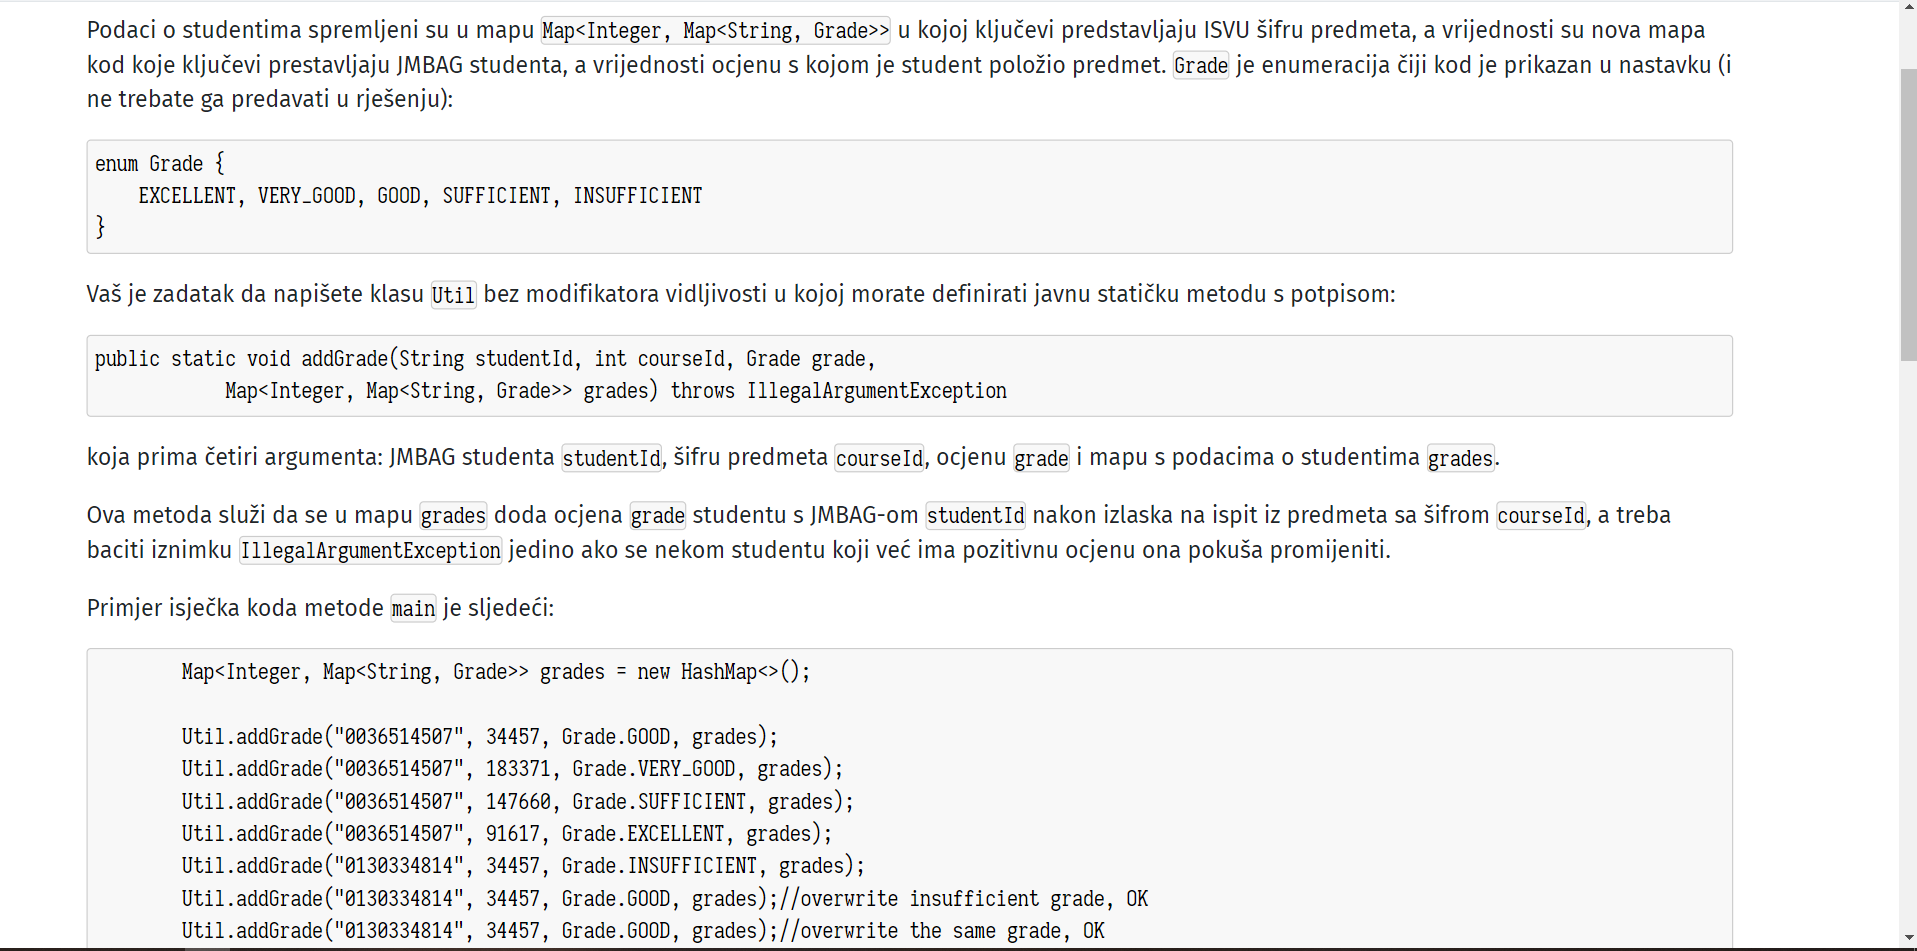 Podaci o studentima spremljeni su u mapu Map<Integer, Map<String, Grade>> u kojoj ključevi predstavljaju ISVU šifru predmeta, a vrijednosti su nova mapa
kod koje ključevi prestavljaju JMBAG studenta, a vrijednosti ocjenu s kojom je student položio predmet. Grade je enumeracija čiji kod je prikazan u nastavku (i
ne trebate ga predavati u rješenju):
enum Grade {
    EXCELLENT, VERY_GOOD, GOOD, SUFFICIENT, INSUFFICIENT
}
Vaš je zadatak da napišete klasu Util bez modifikatora vidljivosti u kojoj morate definirati javnu statičku metodu s potpisom:
public static void addGrade(String studentId, int courseId, Grade grade,
            Map<Integer, Map<String, Grade>> grades) throws IllegalArgumentException
koja prima četiri argumenta: JMBAG studenta studentId, šifru predmeta courseId, ocjenu grade i mapu s podacima o studentima grades.
Ova metoda služi da se u mapu grades doda ocjena grade studentu s JMBAG-om studentId nakon izlaska na ispit iz predmeta sa šifrom courseId, a treba
baciti iznimku IllegalArgumentException jedino ako se nekom studentu koji već ima pozitivnu ocjenu ona pokuša promijeniti.
Primjer isječka koda metode main je sljedeći:
        Map<Integer, Map<String, Grade>> grades = new HashMap<>();
        Util.addGrade("0036514507", 34457, Grade.GOOD, grades);
        Util.addGrade("0036514507", 183371, Grade.VERY_GOOD, grades);
        Util.addGrade("0036514507", 147660, Grade.SUFFICIENT, grades);
        Util.addGrade("0036514507", 91617, Grade.EXCELLENT, grades);
        Util.addGrade("0130334814", 34457, Grade.INSUFFICIENT, grades);
        Util.addGrade("0130334814", 34457, Grade.GOOD, grades);//overwrite insufficient grade, OK
        Util.addGrade("0130334814", 34457, Grade.GOOD, grades);//overwrite the same grade, OK